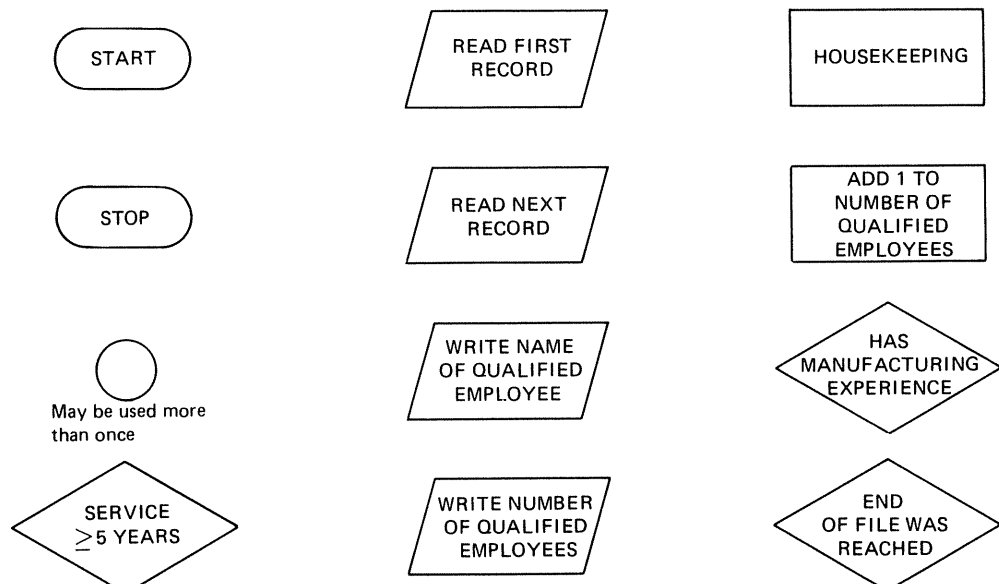 START
READ FIRST
RECORD
HOUSEKEEPING
STOP
READ NEXT
RECORD
ADD 1 TO
NUMBER OF
QUALIFIED
EMPLOYEES
May be used more
than once
WRITE NAME
OF QUALIFIED
EMPLOYEE
HAS
MANUFACTURING
EXPERIENCE
SERVICE
≥5 YEARS
WRITE NUMBER
OF QUALIFIED
EMPLOYEES
END
OF FILE WAS
REACHED